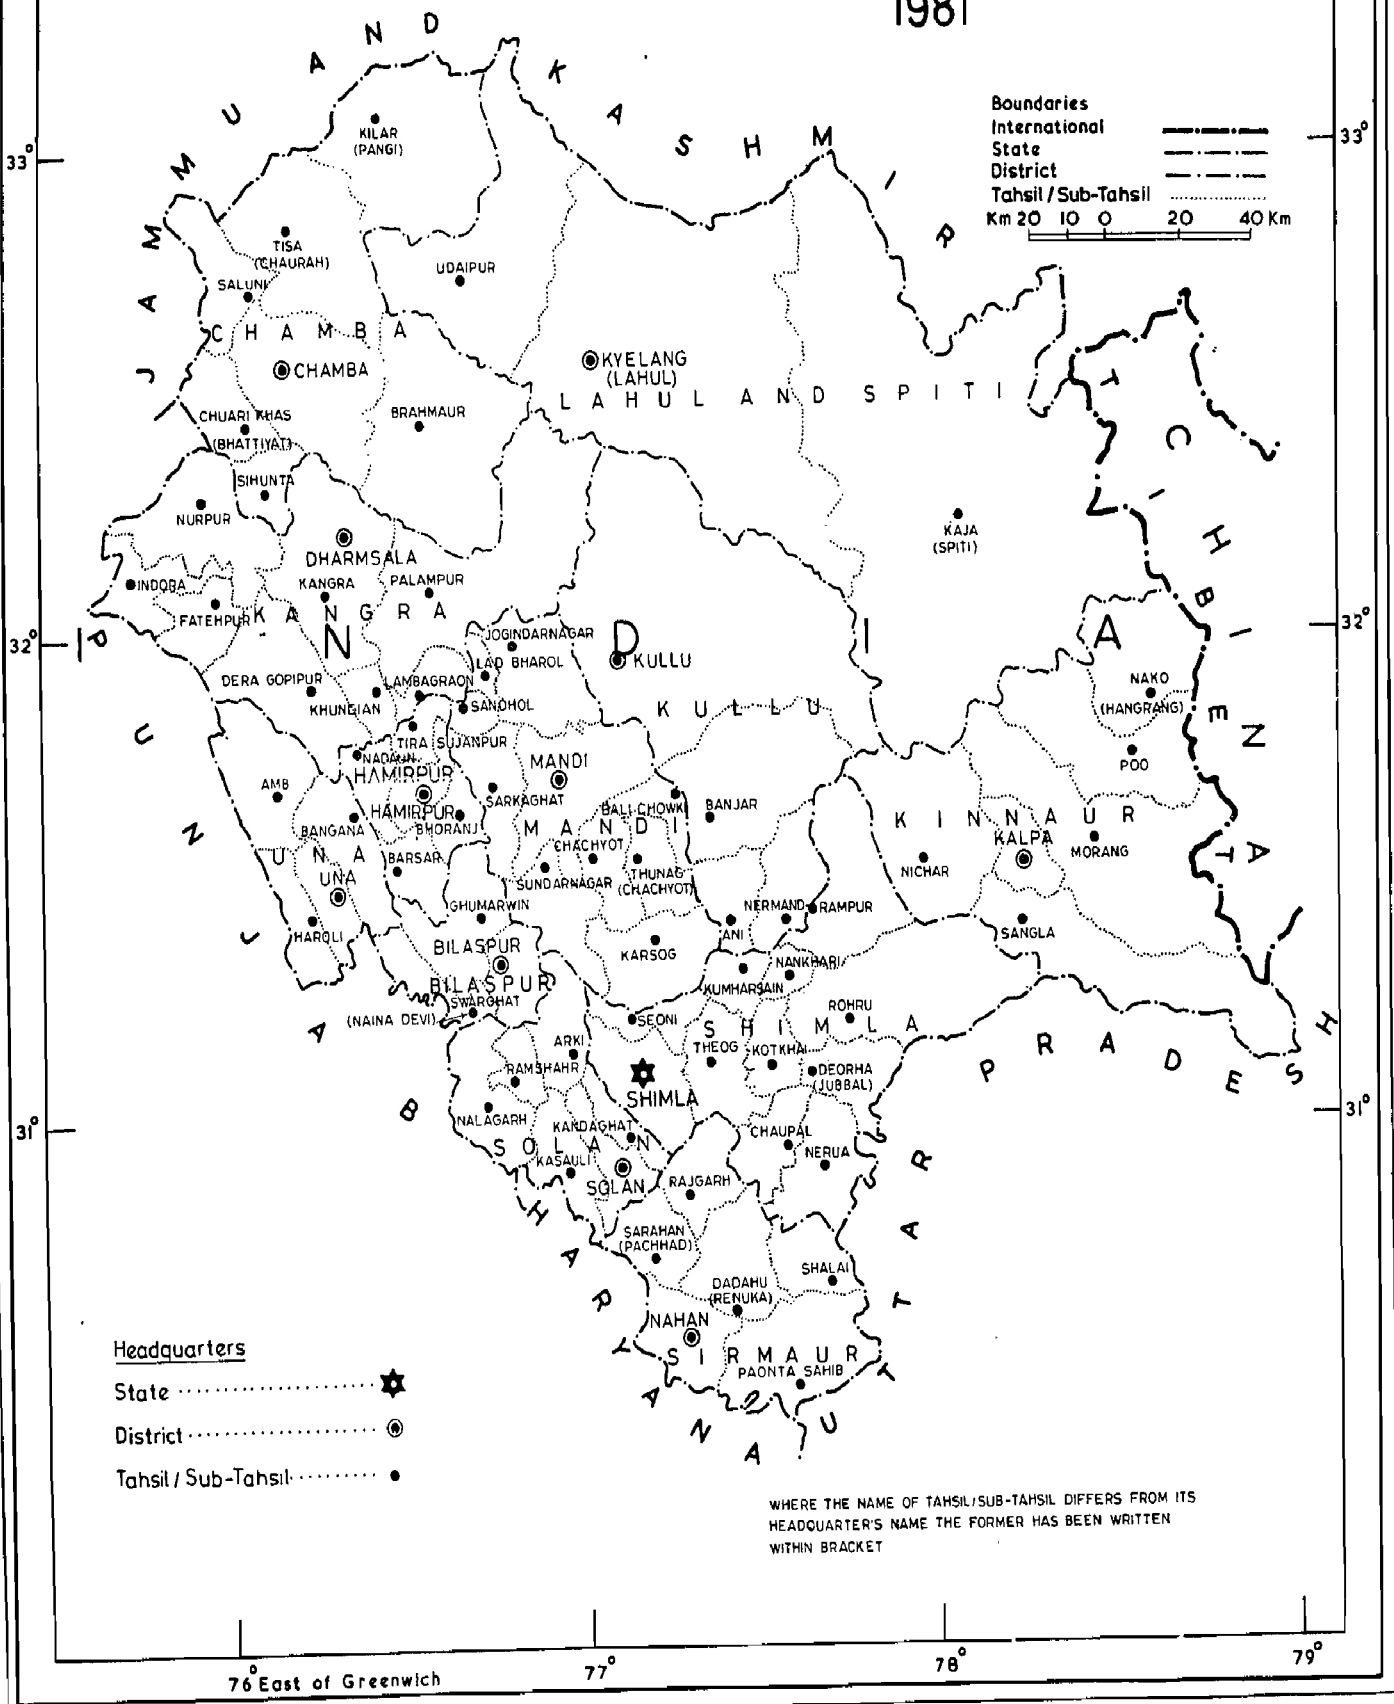 1981
JAMMU AND KASHMIR
Boundaries
International
State
District
Tahsil/Sub-Tahsil
Km 20 10 0 20 40 Km
33°
33°
KILAR
(PANGI)
TISA
(CHAURAH)
SALUNI
UDAIPUR
CHAMBA
CHAMBA
KYELANG
(LAHUL)
LAHUL AND SPITI
CHUARI KHAS
(BHATTIYAT)
BRAHMAUR
SIHUNTA
NURPUR
KAJA
(SPITI)
TIBET
CHINA
DHARMSALA
INDORA
KANGRA
PALAMPUR
FATEHPUR
KANGRA
INDIA
32°
32°
JOGINDARNAGAR
LAD BHAROL
KULLU
DERA GOPIPUR
LAMBAGRAON
KHUNDIAN
SANDHOL
KULLU
NAKO
(HANGRANG)
TIRA SUJANPUR
NADAUN
POO
HAMIRPUR
MANDI
AMB
HAMIRPUR
SARKAGHAT
BALI CHOWK
BANJAR
BANGANA
BHORANJ
MANDI
KINNAUR
UNA
BARSAR
CHACHYOT
KALPA
MORANG
UNA
SUNDARNAGAR
THUNAG
(CHACHYOT)
NICHAR
GHUMARWIN
NERMAND
RAMPUR
HAROLI
ANI
SANGLA
BILASPUR
KARSOG
BILASPUR
NANKHARI
KUMHARSAIN
SWARGHAT
(NAINA DEVI)
SEONI
ROHRU
SHIMLA
ARKI
THEOG
KOTKHAI
RAMSHAHR
DEORHA
(JUBBAL)
SHIMLA
NALAGARH
KANDAGHAT
CHAUPAL
31°
31°
SOLAN
NERUA
KASAULI
SOLAN
RAJGARH
SARAHAN
(PACHHAD)
SHALAI
DADAHU
(RENUKA)
NAHAN
SIRMAUR
PAONTA SAHIB
PUNJAB
HARYANA
UTTAR PRADESH
Headquarters
State
District
Tahsil/Sub-Tahsil
WHERE THE NAME OF TAHSIL/SUB-TAHSIL DIFFERS FROM ITS
HEADQUARTER'S NAME THE FORMER HAS BEEN WRITTEN
WITHIN BRACKET
76° East of Greenwich
77°
78°
79°